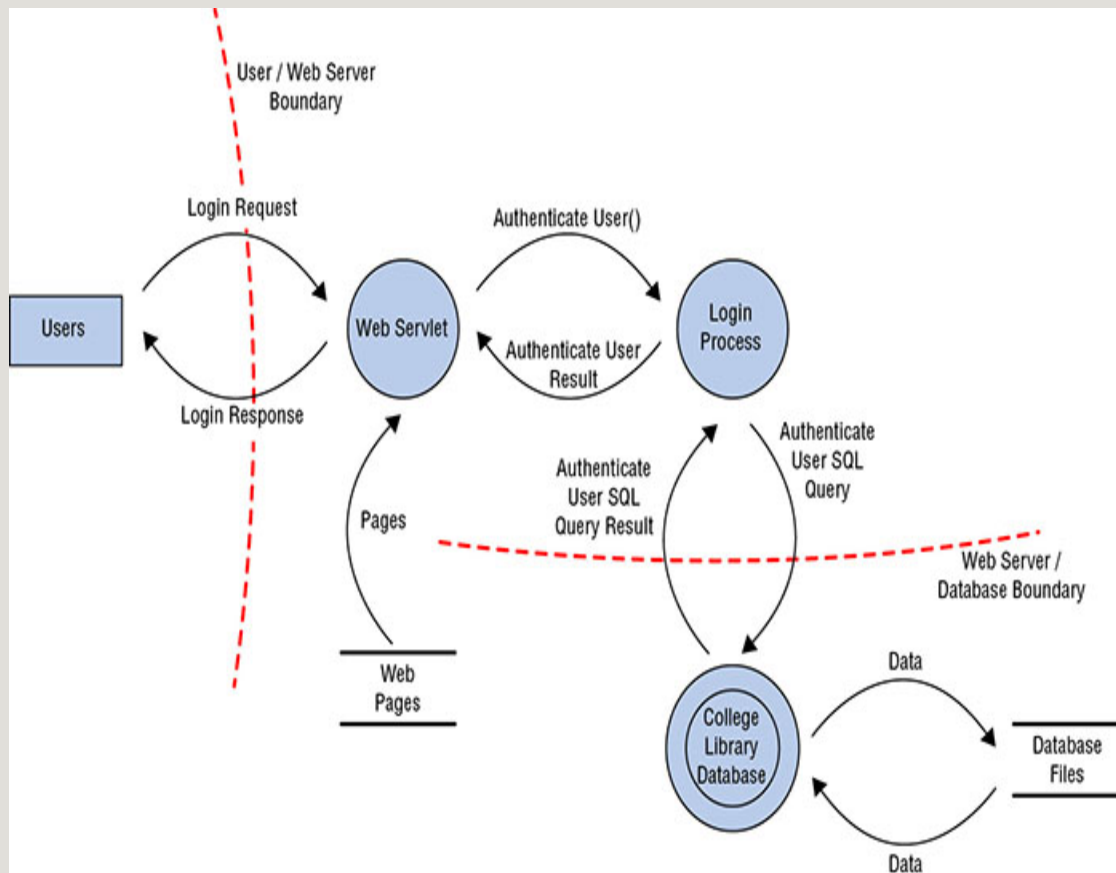 User / Web Server
Boundary
Login Request
Authenticate User()
Users
Web Servlet
Login
Process
Authenticate User
Result
Login Response
Authenticate
User SQL
Query
Authenticate
User SQL
Query Result
Pages
Web Server /
Database Boundary
Web
Pages
Data
College
Library
Database
Database
Files
Data